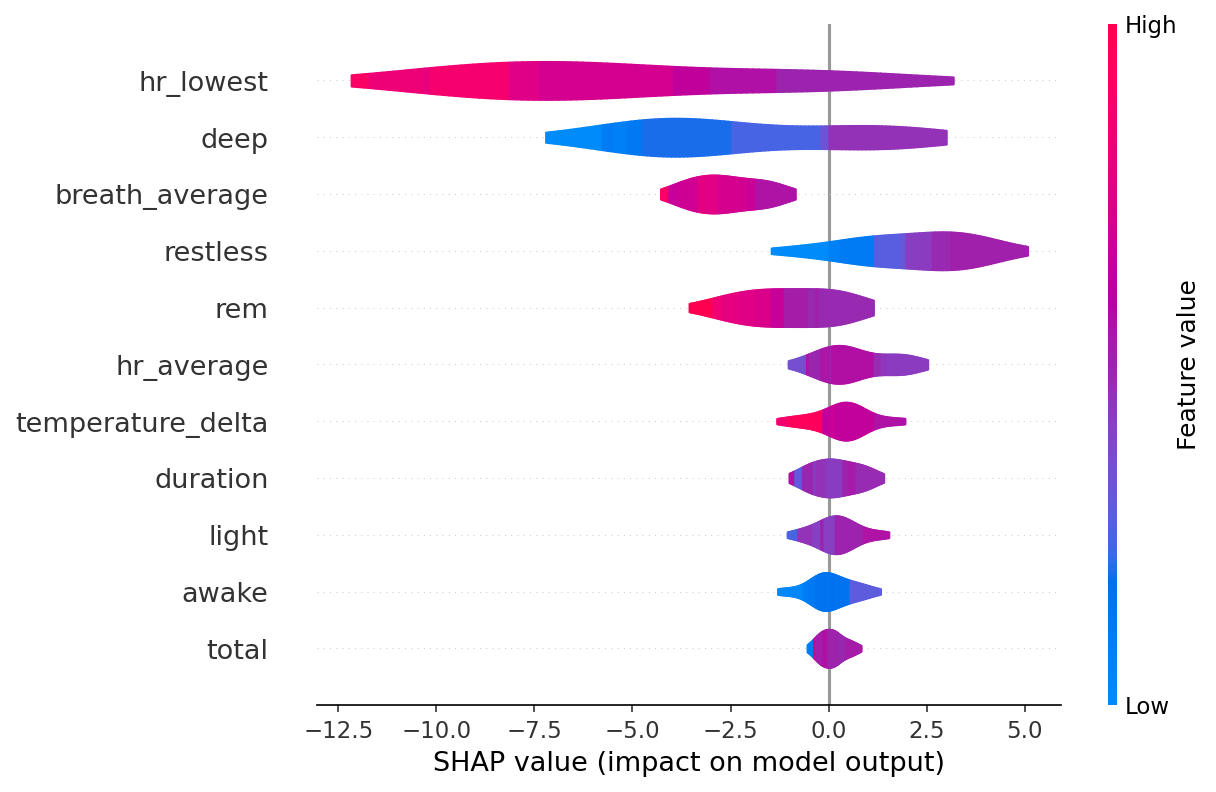 High
hr_lowest
deep
breath_average
restless
rem
hr_average
temperature_delta
duration
light
awake
total
Feature value
Low
−12.5 −10.0 −7.5 −5.0 −2.5 0.0 2.5 5.0
SHAP value (impact on model output)